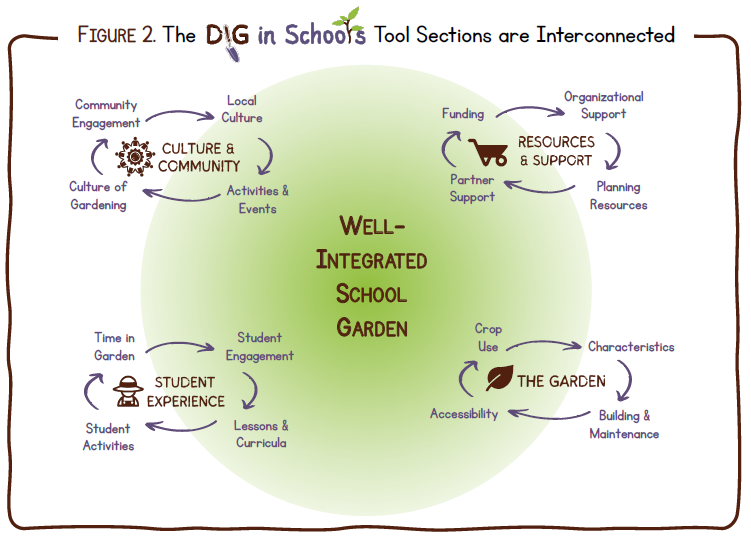 FIGURE 2. The DIG in Schools Tool Sections are Interconnected
Community
Engagement
Local
Culture
CULTURE &
COMMUNITY
Culture of
Gardening
Activities &
Events
Funding
Organizational
Support
RESOURCES
& SUPPORT
Partner
Support
Planning
Resources
WELL-
INTEGRATED
SCHOOL
GARDEN
Time in
Garden
Student
Engagement
STUDENT
EXPERIENCE
Student
Activities
Lessons &
Curricula
Crop
Use
Characteristics
THE GARDEN
Accessibility
Building &
Maintenance